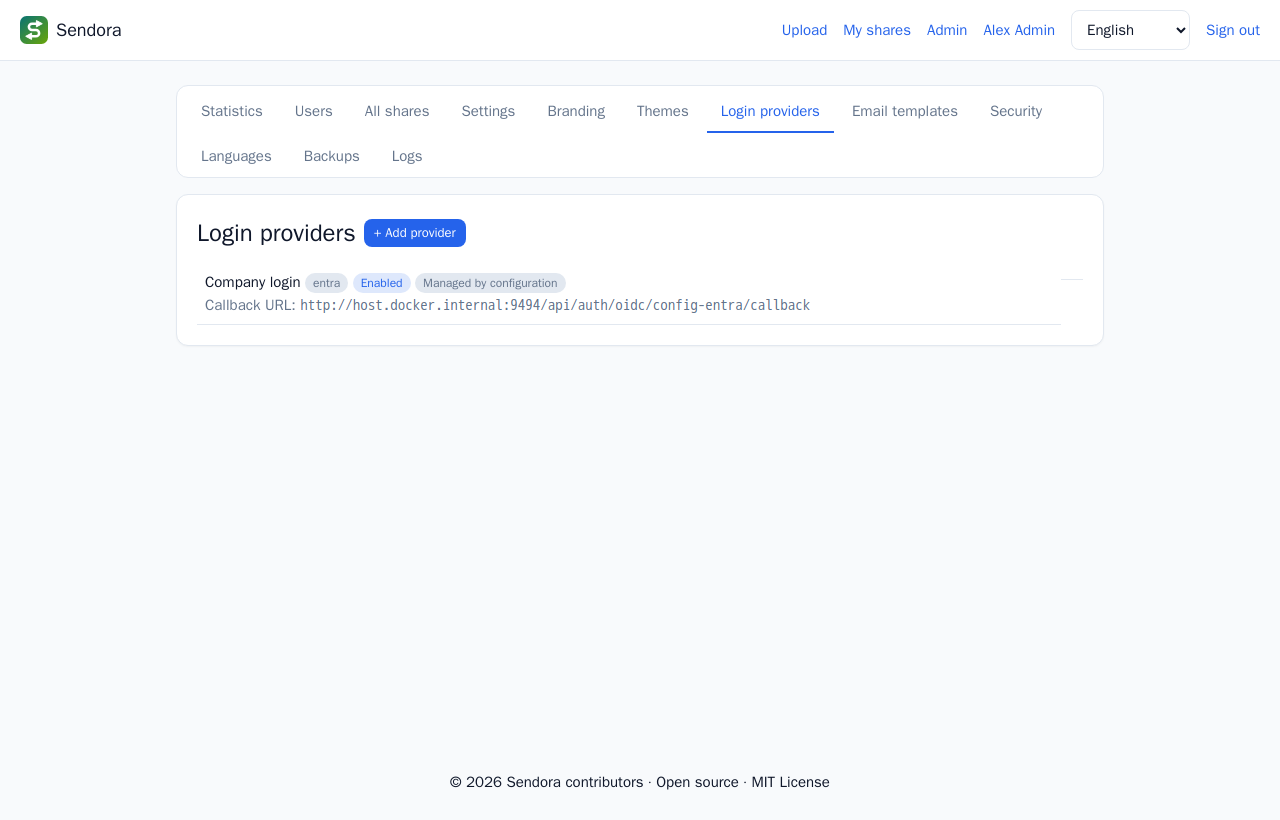 Sendora
Upload My shares Admin Alex Admin English Sign out
Statistics Users All shares Settings Branding Themes Login providers Email templates Security
Languages Backups Logs
Login providers + Add provider
Company login entra Enabled Managed by configuration
Callback URL: http://host.docker.internal:9494/api/auth/oidc/config-entra/callback
© 2026 Sendora contributors · Open source · MIT License